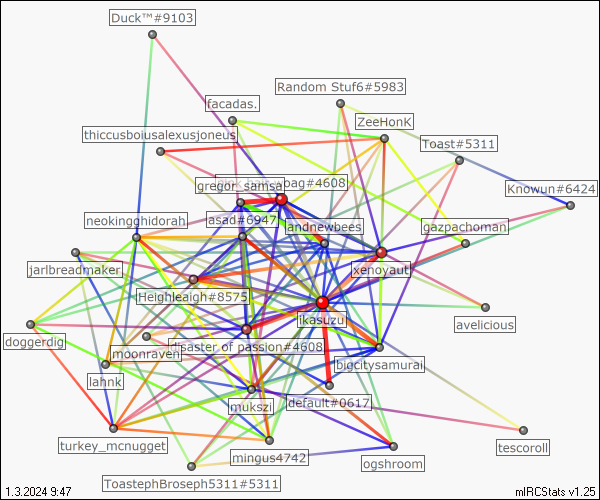 Duck™#9103
Random Stuf6#5983
facadas.
ZeeHonK
thiccusboiusalexusjoneus
Toast#5311
pag#4608
gregor_samsa
Knowun#6424
neokingghidorah
asad#6947
landnewbees
gazpachoman
xenoyaut
jarlbreadmaker
Heighleaigh#8575
ikasuzu
avelicious
doggerdig
moonraven
disaster of passion#4608
bigcitysamurai
lahnk
mukszi
default#0617
turkey_mcnugget
mingus4742
tescoroll
ogshroom
ToastephBroseph5311#5311
1.3.2024 9:47
mIRCStats v1.25